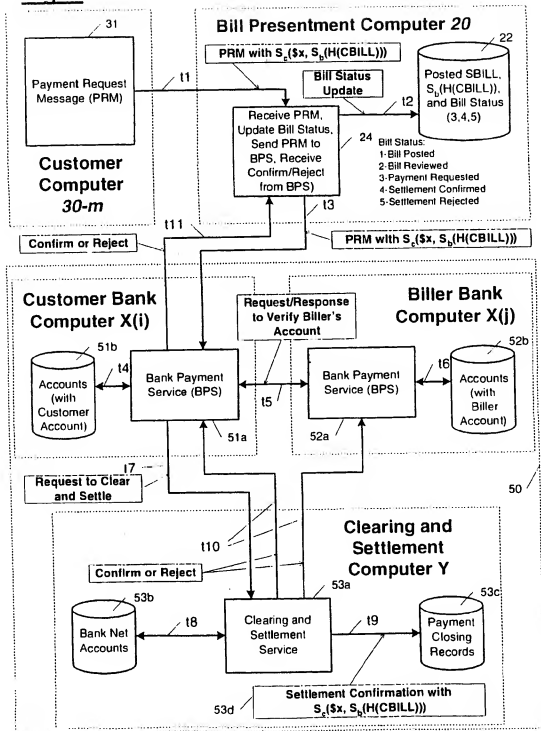 Bill Presentment Computer 20
31
22
PRM with Sc($x, Sb(H(CBILL)))
Payment Request
Message (PRM)
t1
Bill Status
Update
t2
Posted SBILL,
Sb(H(CBILL)),
and Bill Status
(3,4,5)
Receive PRM,
Update Bill Status,
Send PRM to
BPS, Receive
Confirm/Reject
from BPS)
24
Bill Status:
1-Bill Posted
2-Bill Reviewed
3-Payment Requested
4-Settlement Confirmed
5-Settlement Rejected
Customer
Computer
30-m
t11
t3
Confirm or Reject
PRM with Sc($x, Sb(H(CBILL)))
Customer Bank
Computer X(i)
Request/Response
to Verify Biller's
Account
Biller Bank
Computer X(j)
51b
52b
t4
t6
Accounts
(with
Customer
Account)
Bank Payment
Service (BPS)
t5
Bank Payment
Service (BPS)
Accounts
(with
Biller
Account)
51a
52a
t7
Request to Clear
and Settle
50
t10
Clearing and
Settlement
Computer Y
Confirm or Reject
53b
53a
53c
t8
t9
Bank Net
Accounts
Clearing and
Settlement
Service
Payment
Closing
Records
53d
Settlement Confirmation with
Sc($x, Sb(H(CBILL)))